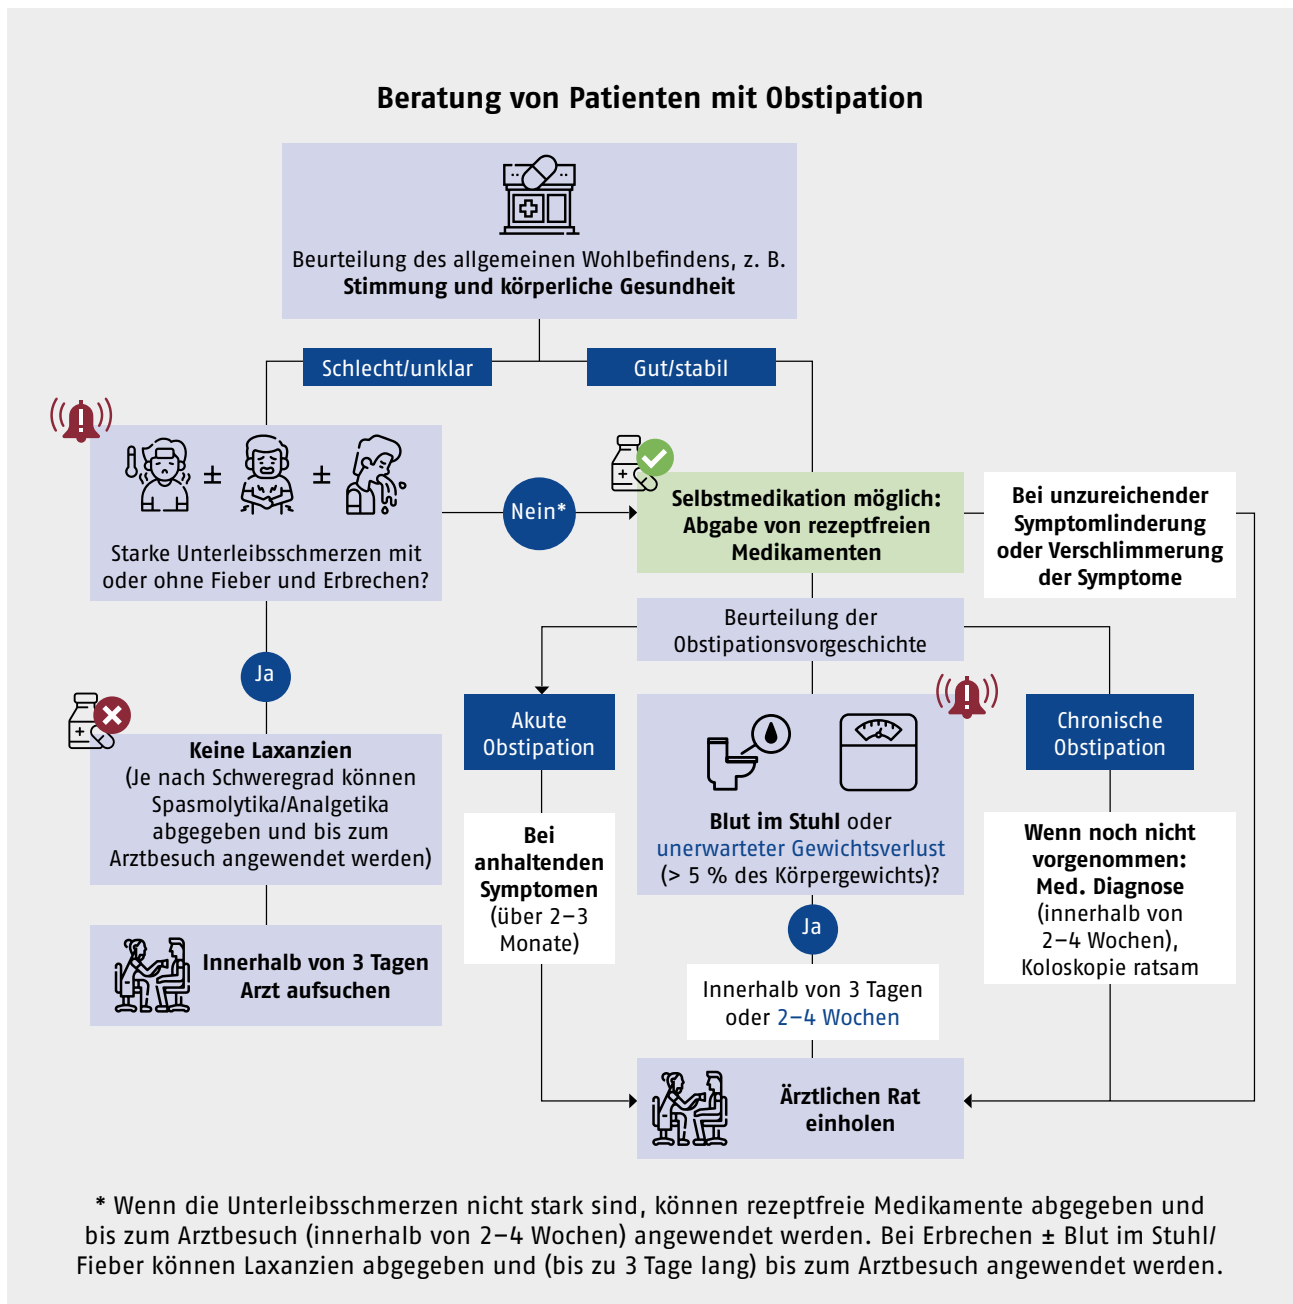 Beratung von Patienten mit Obstipation
Beurteilung des allgemeinen Wohlbefindens, z. B.
Stimmung und körperliche Gesundheit
Schlecht/unklar
Gut/stabil
± ±
Starke Unterleibsschmerzen mit
oder ohne Fieber und Erbrechen?
Nein*
Selbstmedikation möglich:
Abgabe von rezeptfreien
Medikamenten
Bei unzureichender
Symptomlinderung
oder Verschlimmerung
der Symptome
Ja
Keine Laxanzien
(Je nach Schweregrad können
Spasmolytika/Analgetika
abgegeben und bis zum
Arztbesuch angewendet werden)
Innerhalb von 3 Tagen
Arzt aufsuchen
Beurteilung der
Obstipationsvorgeschichte
Akute
Obstipation
Bei
anhaltenden
Symptomen
(über 2–3
Monate)
Blut im Stuhl oder
unerwarteter Gewichtsverlust
(> 5 % des Körpergewichts)?
Ja
Innerhalb von 3 Tagen
oder 2–4 Wochen
Chronische
Obstipation
Wenn noch nicht
vorgenommen:
Med. Diagnose
(innerhalb von
2–4 Wochen),
Koloskopie ratsam
Ärztlichen Rat
einholen
* Wenn die Unterleibsschmerzen nicht stark sind, können rezeptfreie Medikamente abgegeben und
bis zum Arztbesuch (innerhalb von 2–4 Wochen) angewendet werden. Bei Erbrechen ± Blut im Stuhl/
Fieber können Laxanzien abgegeben und (bis zu 3 Tage lang) bis zum Arztbesuch angewendet werden.